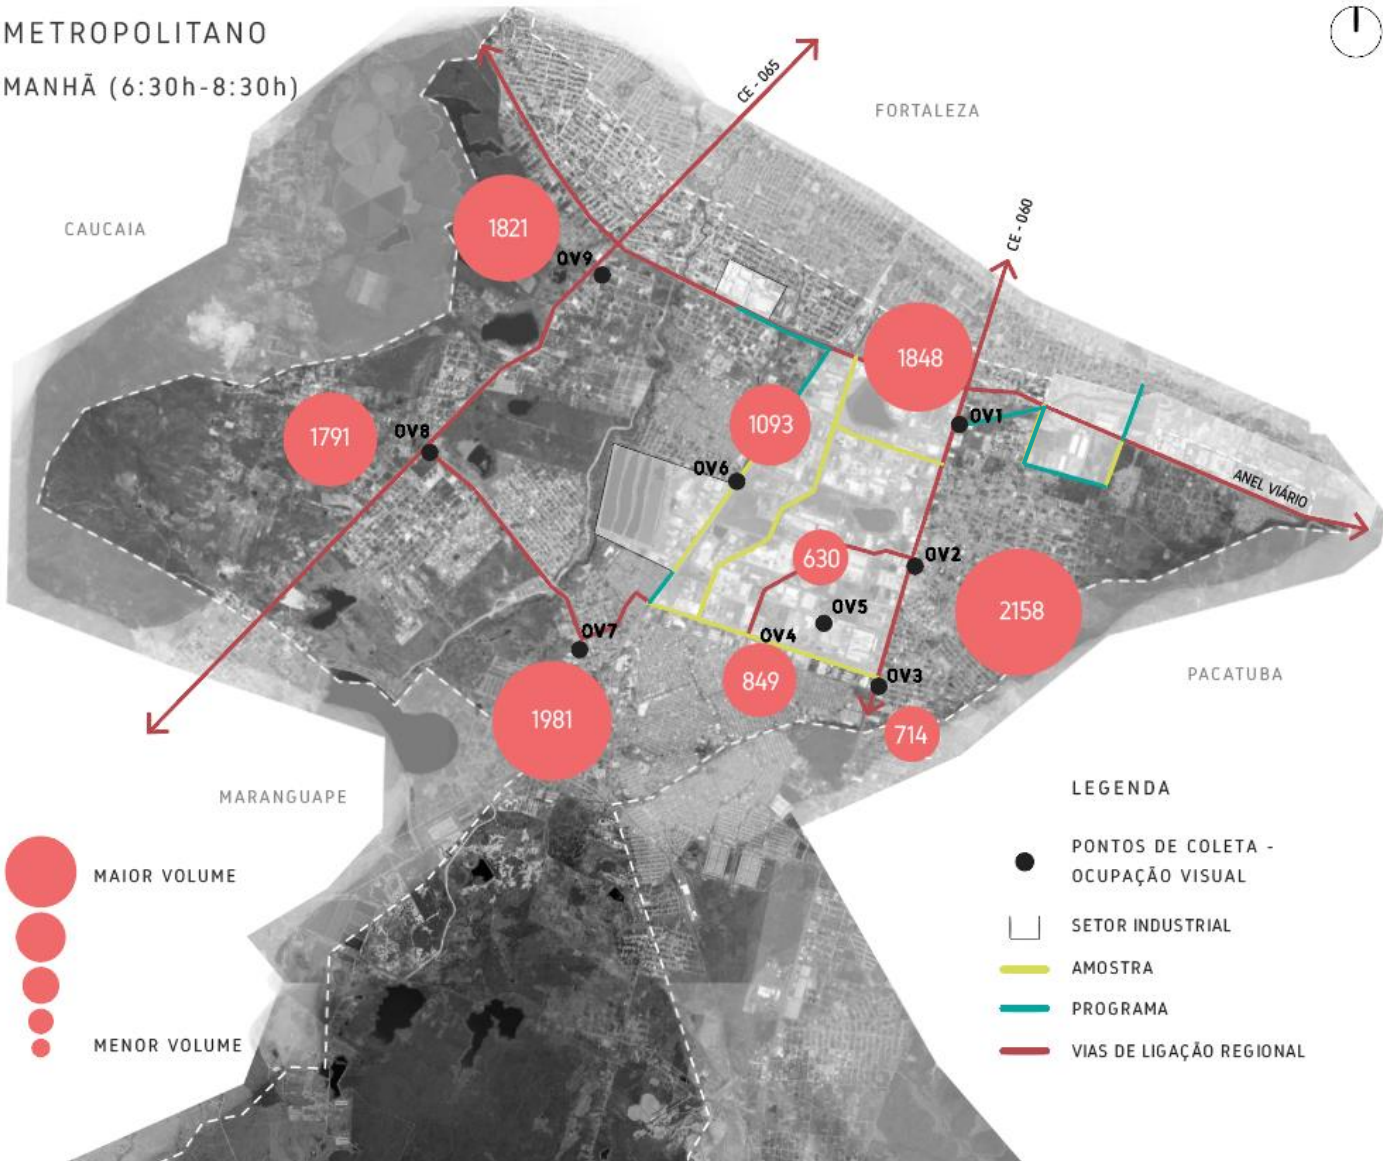 METROPOLITANO
MANHÃ (6:30h-8:30h)
CE - 065
FORTALEZA
CAUCAIA
CE - 060
1821
OV9
1848
1791
OV8
1093
OV1
OV6
ANEL VIÁRIO
630
OV2
OV5
2158
OV7
OV4
849
OV3
PACATUBA
1981
714
MARANGUAPE
LEGENDA
PONTOS DE COLETA -
OCUPAÇÃO VISUAL
MAIOR VOLUME
SETOR INDUSTRIAL
AMOSTRA
PROGRAMA
MENOR VOLUME
VIAS DE LIGAÇÃO REGIONAL